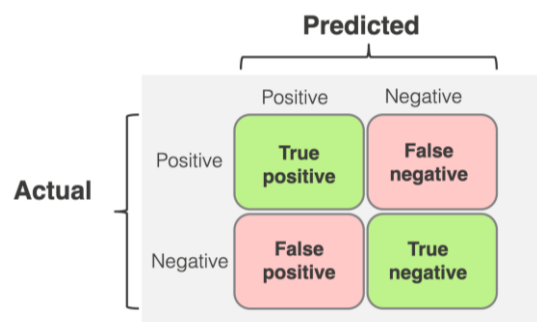 Predicted
Positive Negative
Actual
Positive
True
positive
False
negative
Negative
False
positive
True
negative